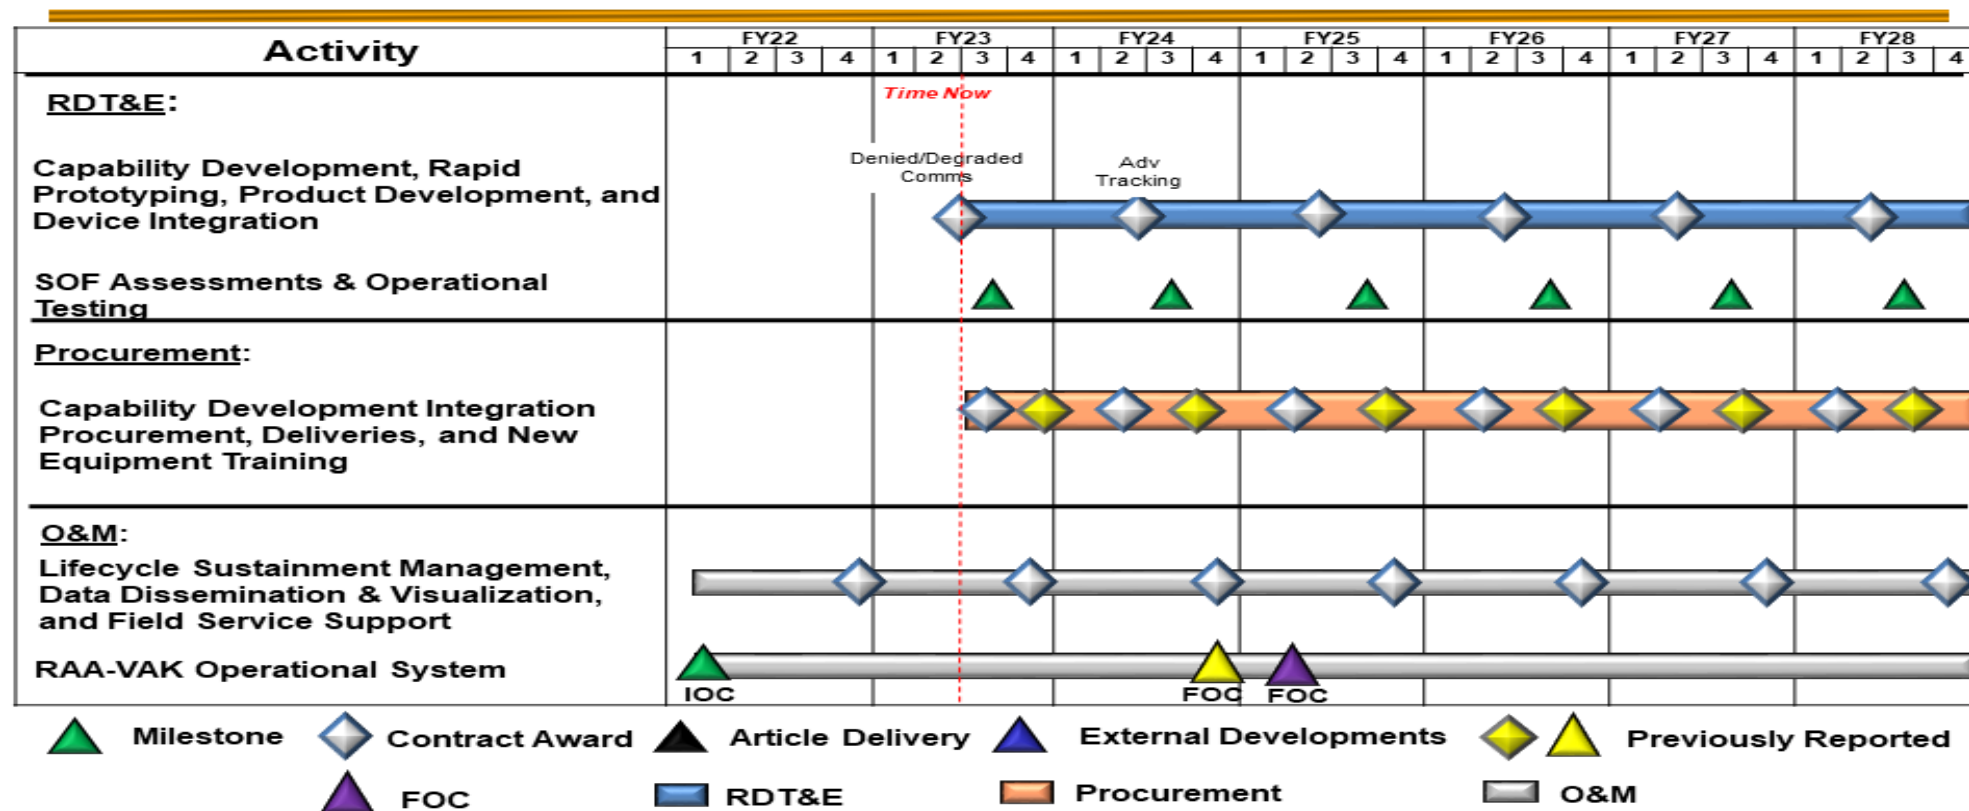 Activity
FY22 FY23 FY24 FY25 FY26 FY27 FY28
1 2 3 4 1 2 3 4 1 2 3 4 1 2 3 4 1 2 3 4 1 2 3 4 1 2 3 4
RDT&E:
Time Now
Capability Development, Rapid
Prototyping, Product Development, and
Device Integration
Denied/Degraded
Comms
Adv
Tracking
SOF Assessments & Operational
Testing
Procurement:
Capability Development Integration
Procurement, Deliveries, and New
Equipment Training
O&M:
Lifecycle Sustainment Management,
Data Dissemination & Visualization,
and Field Service Support
RAA-VAK Operational System
IOC FOC FOC
Milestone Contract Award Article Delivery External Developments Previously Reported
FOC RDT&E Procurement O&M